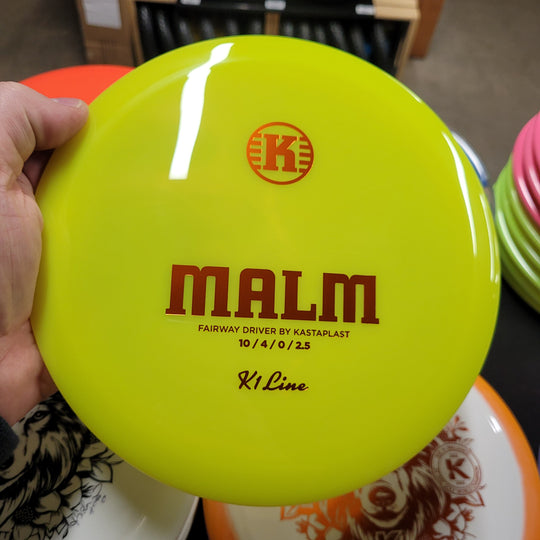 K
MALM
FAIRWAY DRIVER BY KASTAPLAST
10 / 4 / 0 / 2.5
K1 Line
K